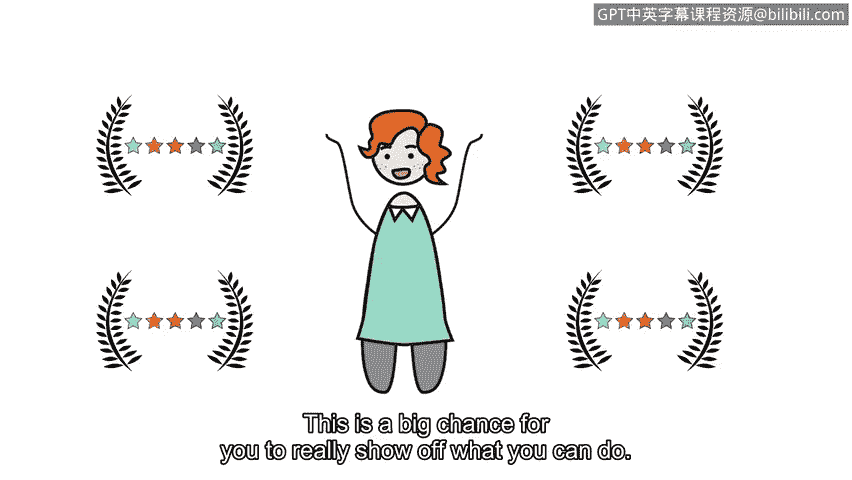 GPT中英字幕课程资源@bilibili.com
This is a big chance for
you to really show off what you can do.